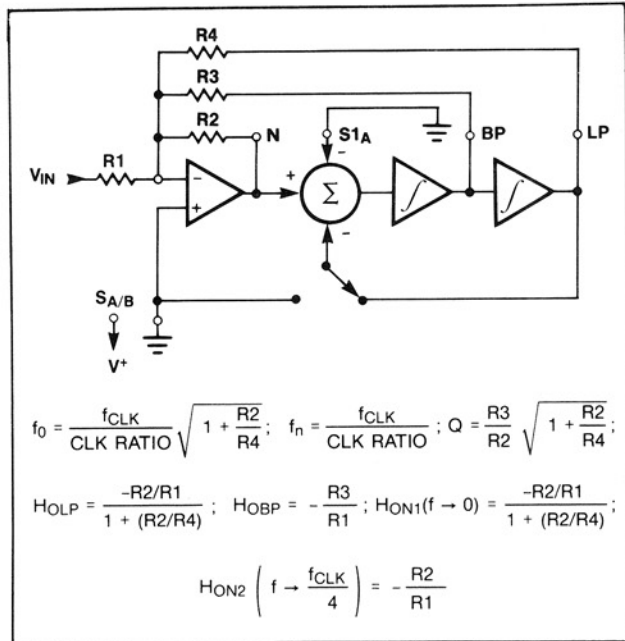 R4
R3
R2
N
S1A
BP
LP
R1
VIN
−
+
+
Σ
−
−
∫
∫
SA/B
V+
f0 = fCLK / CLK RATIO √ 1 + R2/R4 ; fn = fCLK / CLK RATIO ; Q = R3/R2 √ 1 + R2/R4 ;
HOLP = −R2/R1 / 1 + (R2/R4) ; HOBP = − R3/R1 ; HON1(f → 0) = −R2/R1 / 1 + (R2/R4) ;
HON2 ( f → fCLK/4 ) = − R2/R1